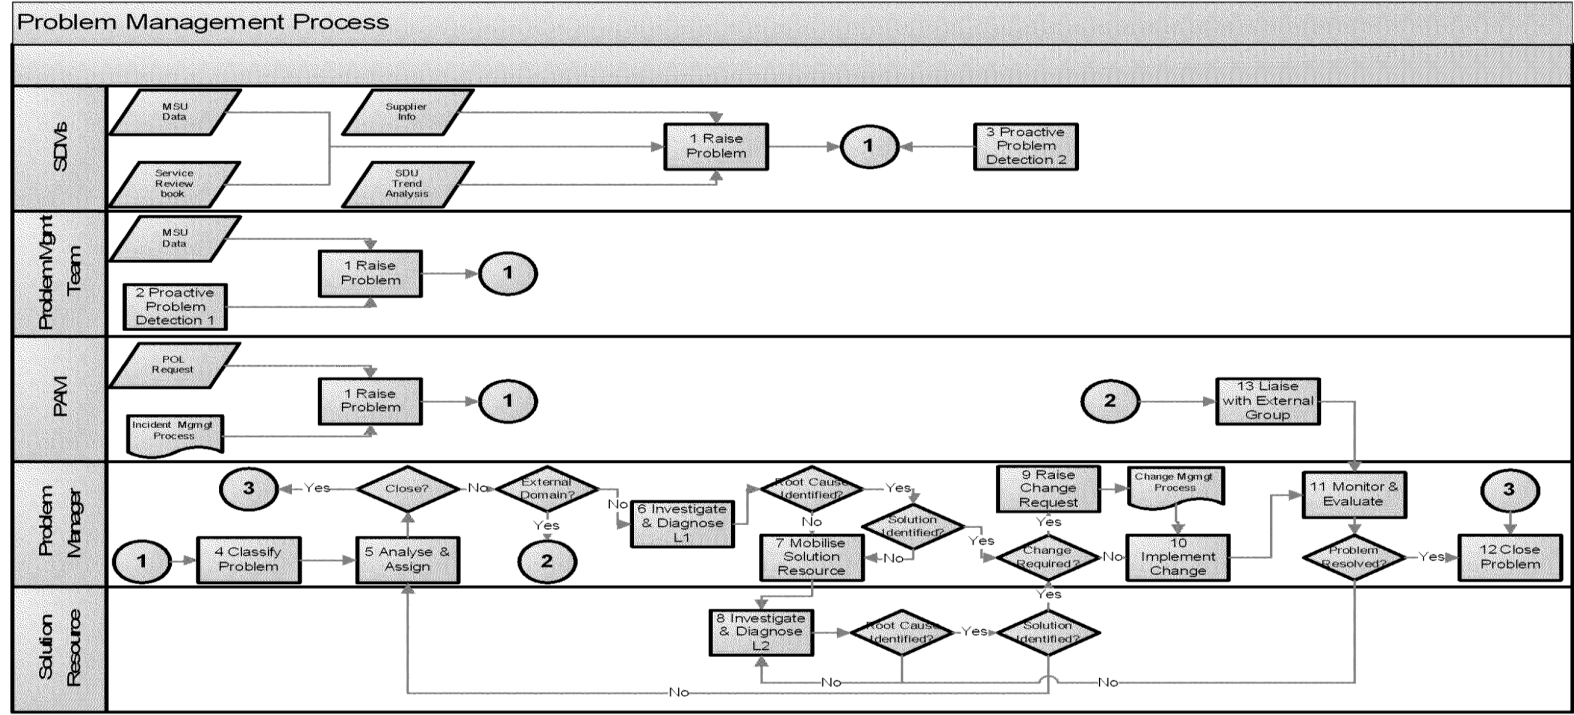 Problem Management Process
SDMs
MSU
Data
Supplier
Info
Service
Review
book
SDU
Trend
Analysis
1 Raise
Problem
1
3 Proactive
Problem
Detection 2
Problem Mgmt
Team
MSU
Data
2 Proactive
Problem
Detection 1
1 Raise
Problem
1
PAM
POL
Request
Incident Mgmgt
Process
1 Raise
Problem
1
2
13 Liaise
with External
Group
Problem
Manager
3
Yes
Close?
No
External
Domain?
No
Yes
2
1
4 Classify
Problem
5 Analyse &
Assign
6 Investigate
& Diagnose
L1
Root Cause
Identified?
Yes
No
Solution
Identified?
Yes
No
7 Mobilise
Solution
Resource
9 Raise
Change
Request
Yes
Change
Required?
No
Change Mgmgt
Process
10
Implement
Change
11 Monitor &
Evaluate
Problem
Resolved?
Yes
3
12 Close
Problem
Solution
Resource
8 Investigate
& Diagnose
L2
Root Cause
Identified?
Yes
Solution
Identified?
Yes
No
No
No